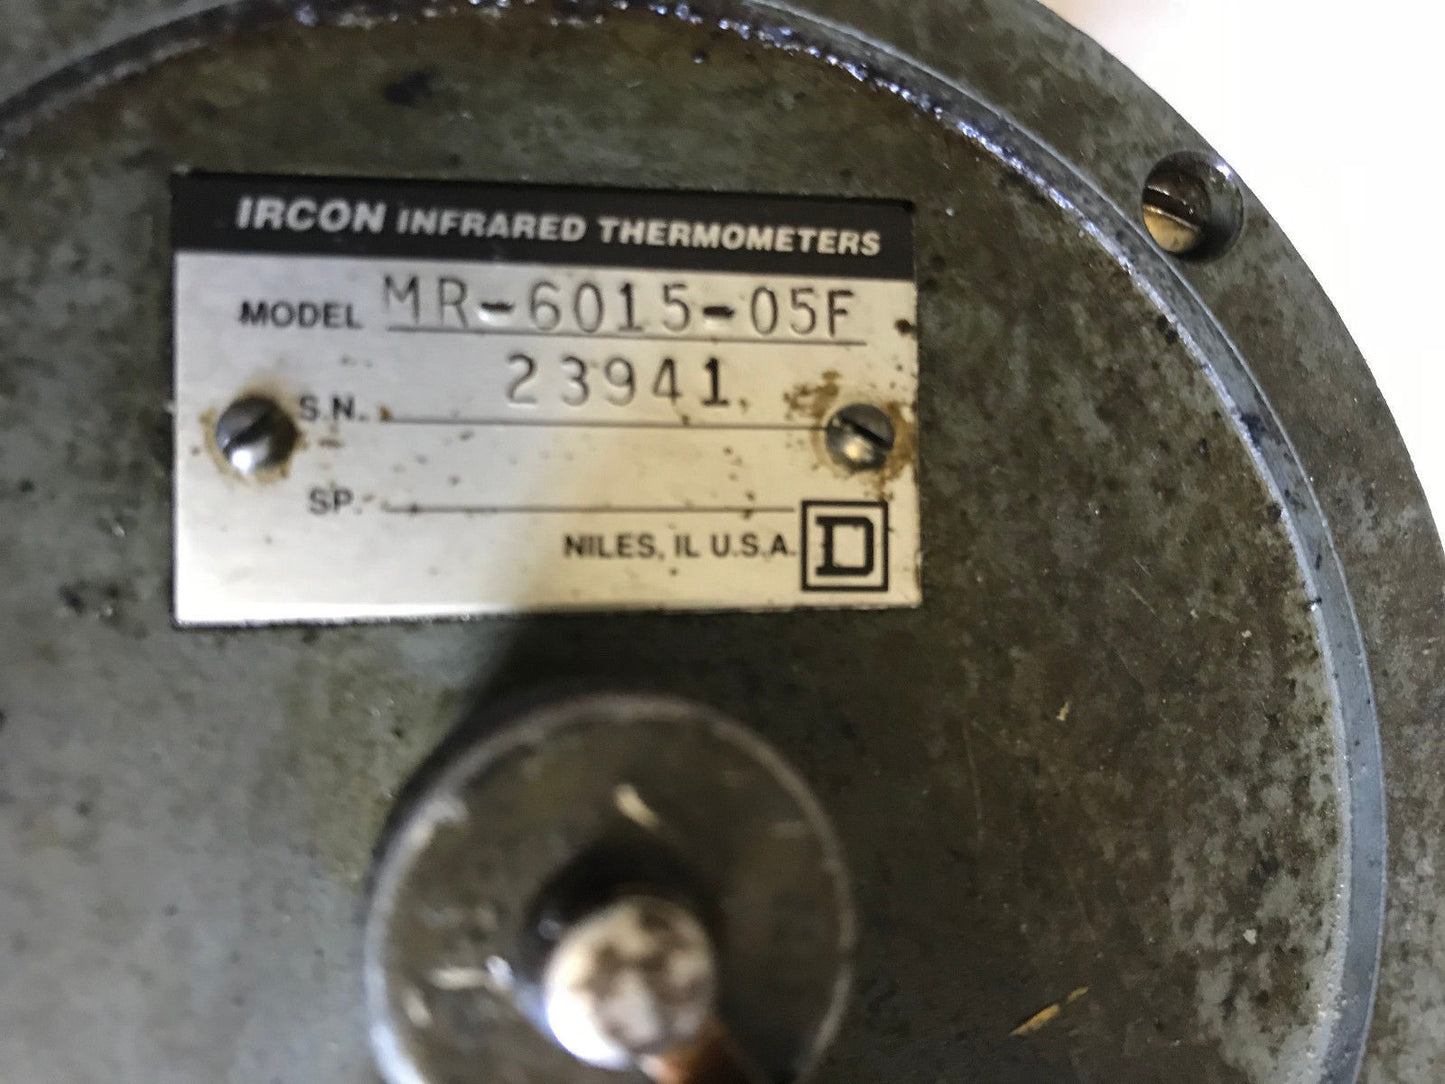 IRCON INFRARED THERMOMETERS
MODEL MR-6015-05F
S.N. 23941
SP.
NILES, IL U.S.A.
D